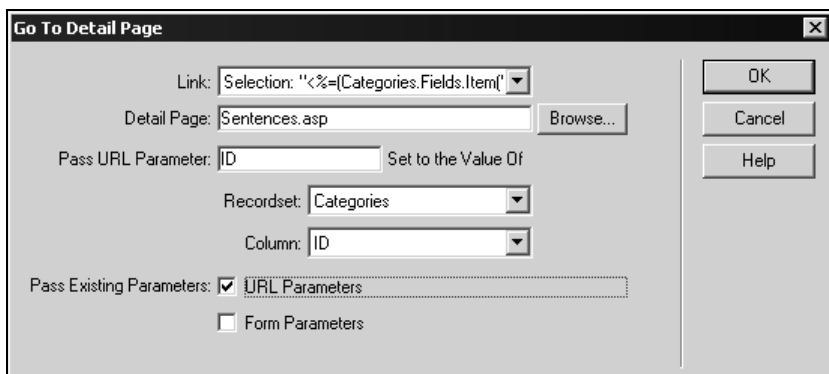 Go To Detail Page
Link: Selection: "<%=(Categories.Fields.Item("
OK
Detail Page: Sentences.asp Browse...
Cancel
Pass URL Parameter: ID Set to the Value Of
Help
Recordset: Categories
Column: ID
Pass Existing Parameters: URL Parameters
Form Parameters